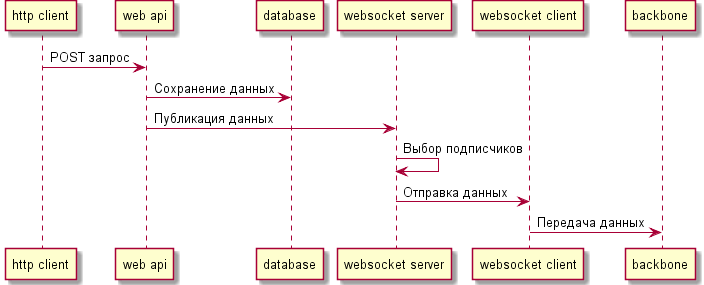 http client
web api
database
websocket server
websocket client
backbone
POST запрос
Сохранение данных
Публикация данных
Выбор подписчиков
Отправка данных
Передача данных
http client
web api
database
websocket server
websocket client
backbone